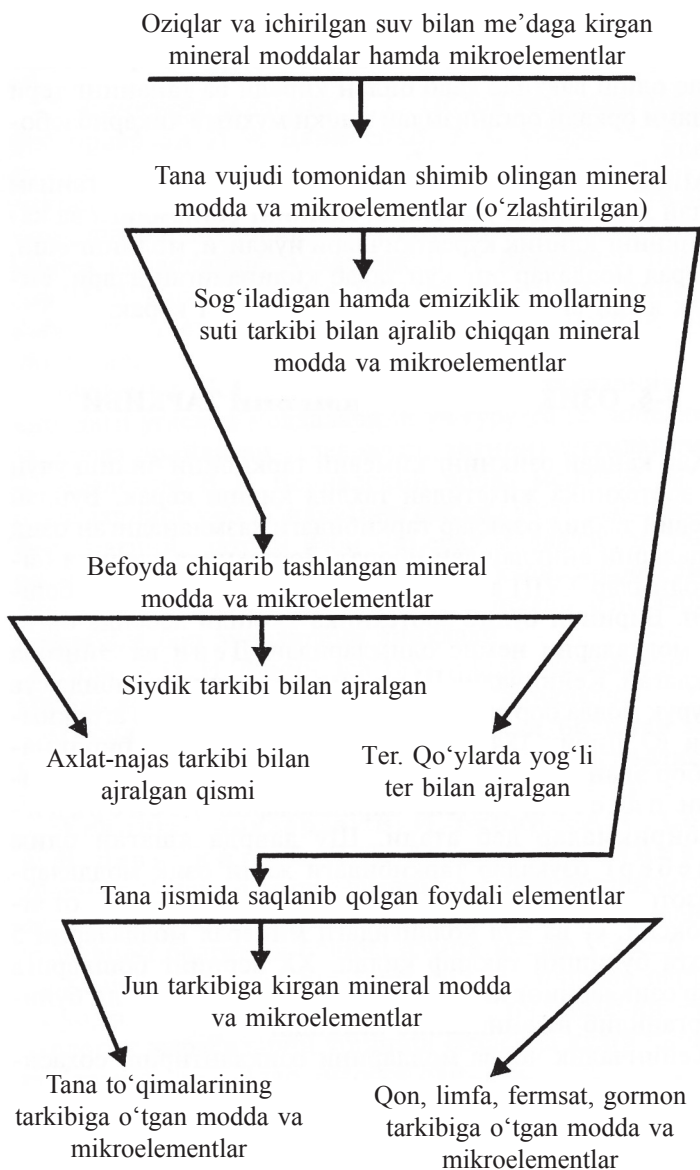 Oziqlar va ichirilgan suv bilan me’daga kirgan
mineral moddalar hamda mikroelementlar
Tana vujudi tomonidan shimib olingan mineral
modda va mikroelementlar (o‘zlashtirilgan)
Sog‘iladigan hamda emiziklik mollarning
suti tarkibi bilan ajralib chiqqan mineral
modda va mikroelementlar
Befoyda chiqarib tashlangan mineral
modda va mikroelementlar
Siydik tarkibi bilan ajralgan
Axlat-najas tarkibi bilan
ajralgan qismi
Ter. Qo‘ylarda yog‘li
ter bilan ajralgan
Tana jismida saqlanib qolgan foydali elementlar
Jun tarkibiga kirgan mineral modda
va mikroelementlar
Tana to‘qimalarining
tarkibiga o‘tgan modda va
mikroelementlar
Qon, limfa, fermsat, gormon
tarkibiga o‘tgan modda va
mikroelementlar